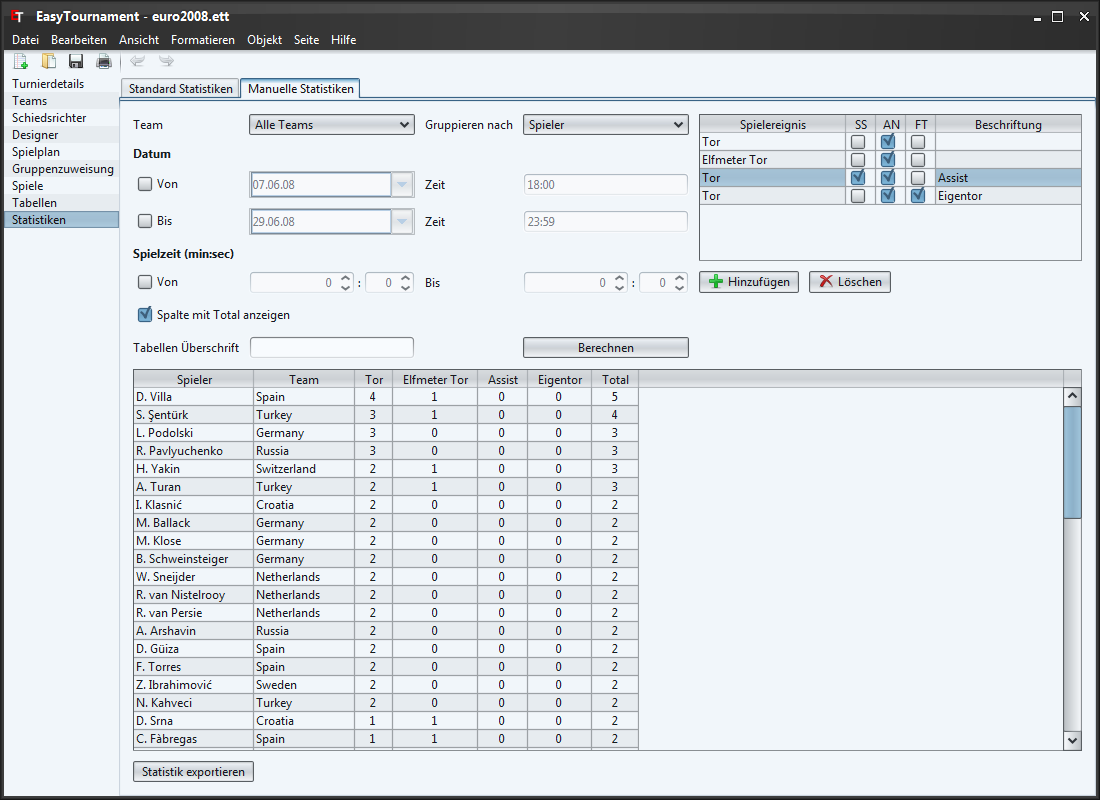 EasyTournament - euro2008.ett
Datei Bearbeiten Ansicht Formatieren Objekt Seite Hilfe
Turnierdetails
Teams
Schiedsrichter
Designer
Spielplan
Gruppenzuweisung
Spiele
Tabellen
Statistiken
Standard Statistiken Manuelle Statistiken
Team Alle Teams Gruppieren nach Spieler
Datum
Von 07.06.08 Zeit 18:00
Bis 29.06.08 Zeit 23:59
Spielzeit (min:sec)
Von 0 : 0 Bis 0 : 0
Spalte mit Total anzeigen
Tabellen Überschrift Berechnen
Spielereignis SS AN FT Beschriftung
Tor
Elfmeter Tor
Tor Assist
Tor Eigentor
Hinzufügen Löschen
Spieler Team Tor Elfmeter Tor Assist Eigentor Total
D. Villa Spain 4 1 0 0 5
S. Şentürk Turkey 3 1 0 0 4
L. Podolski Germany 3 0 0 0 3
R. Pavlyuchenko Russia 3 0 0 0 3
H. Yakin Switzerland 2 1 0 0 3
A. Turan Turkey 2 1 0 0 3
I. Klasnić Croatia 2 0 0 0 2
M. Ballack Germany 2 0 0 0 2
M. Klose Germany 2 0 0 0 2
B. Schweinsteiger Germany 2 0 0 0 2
W. Sneijder Netherlands 2 0 0 0 2
R. van Nistelrooy Netherlands 2 0 0 0 2
R. van Persie Netherlands 2 0 0 0 2
A. Arshavin Russia 2 0 0 0 2
D. Güiza Spain 2 0 0 0 2
F. Torres Spain 2 0 0 0 2
Z. Ibrahimović Sweden 2 0 0 0 2
N. Kahveci Turkey 2 0 0 0 2
D. Srna Croatia 1 1 0 0 2
C. Fàbregas Spain 1 1 0 0 2
Statistik exportieren